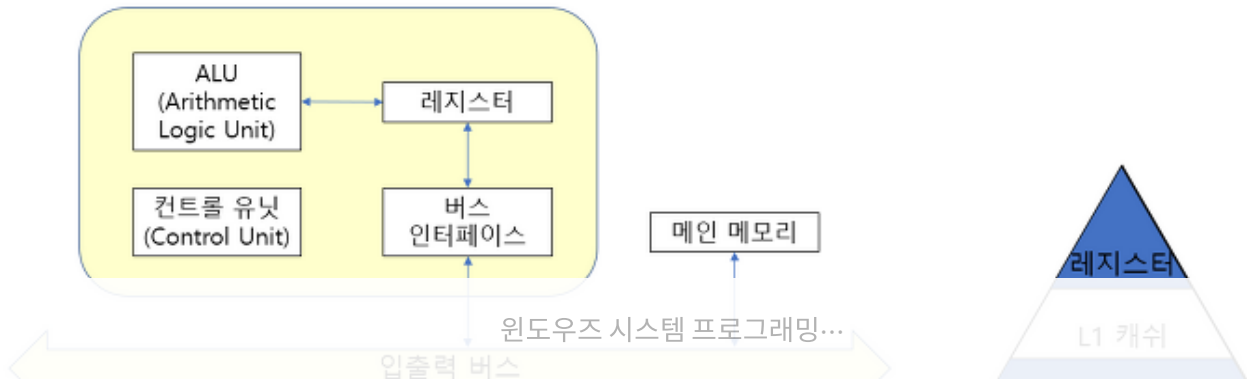 ALU
(Arithmetic
Logic Unit)
레지스터
컨트롤 유닛
(Control Unit)
버스
인터페이스
메인 메모리
레지스터
윈도우즈 시스템 프로그래밍…
L1 캐쉬
입출력 버스